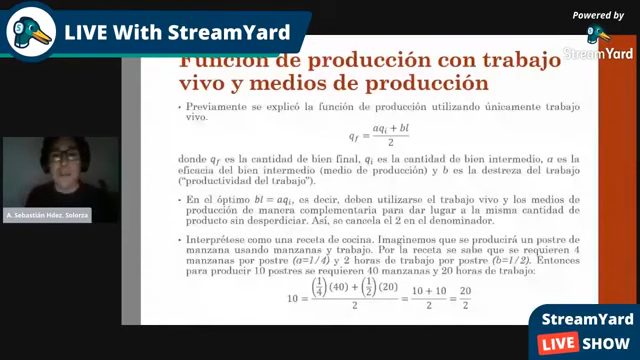 LIVE With StreamYard
Powered by
StreamYard
Función de producción con trabajo
vivo y medios de producción
• Previamente se explicó la función de producción utilizando únicamente trabajo
vivo.
q_f = (aq_i + bl) / 2
donde q_f es la cantidad de bien final, q_i es la cantidad de bien intermedio, a es la
eficacia del bien intermedio (medio de producción) y b es la destreza del trabajo
("productividad del trabajo").
• En el óptimo bl = aq_i, es decir, deben utilizarse el trabajo vivo y los medios de
producción de manera complementaria para dar lugar a la misma cantidad de
producto sin desperdiciar. Así, se cancela el 2 en el denominador.
• Interprétese como una receta de cocina. Imaginemos que se producirá un postre de
manzana usando manzanas y trabajo. Por la receta se sabe que se requieren 4
manzanas por postre (a=1/4) y 2 horas de trabajo por postre (b=1/2). Entonces
para producir 10 postres se requieren 40 manzanas y 20 horas de trabajo:
10 = ((1/4)(40) + (1/2)(20)) / 2 = (10 + 10) / 2 = 20 / 2
A. Sebastián Hdez. Solorza
StreamYard
LIVE SHOW